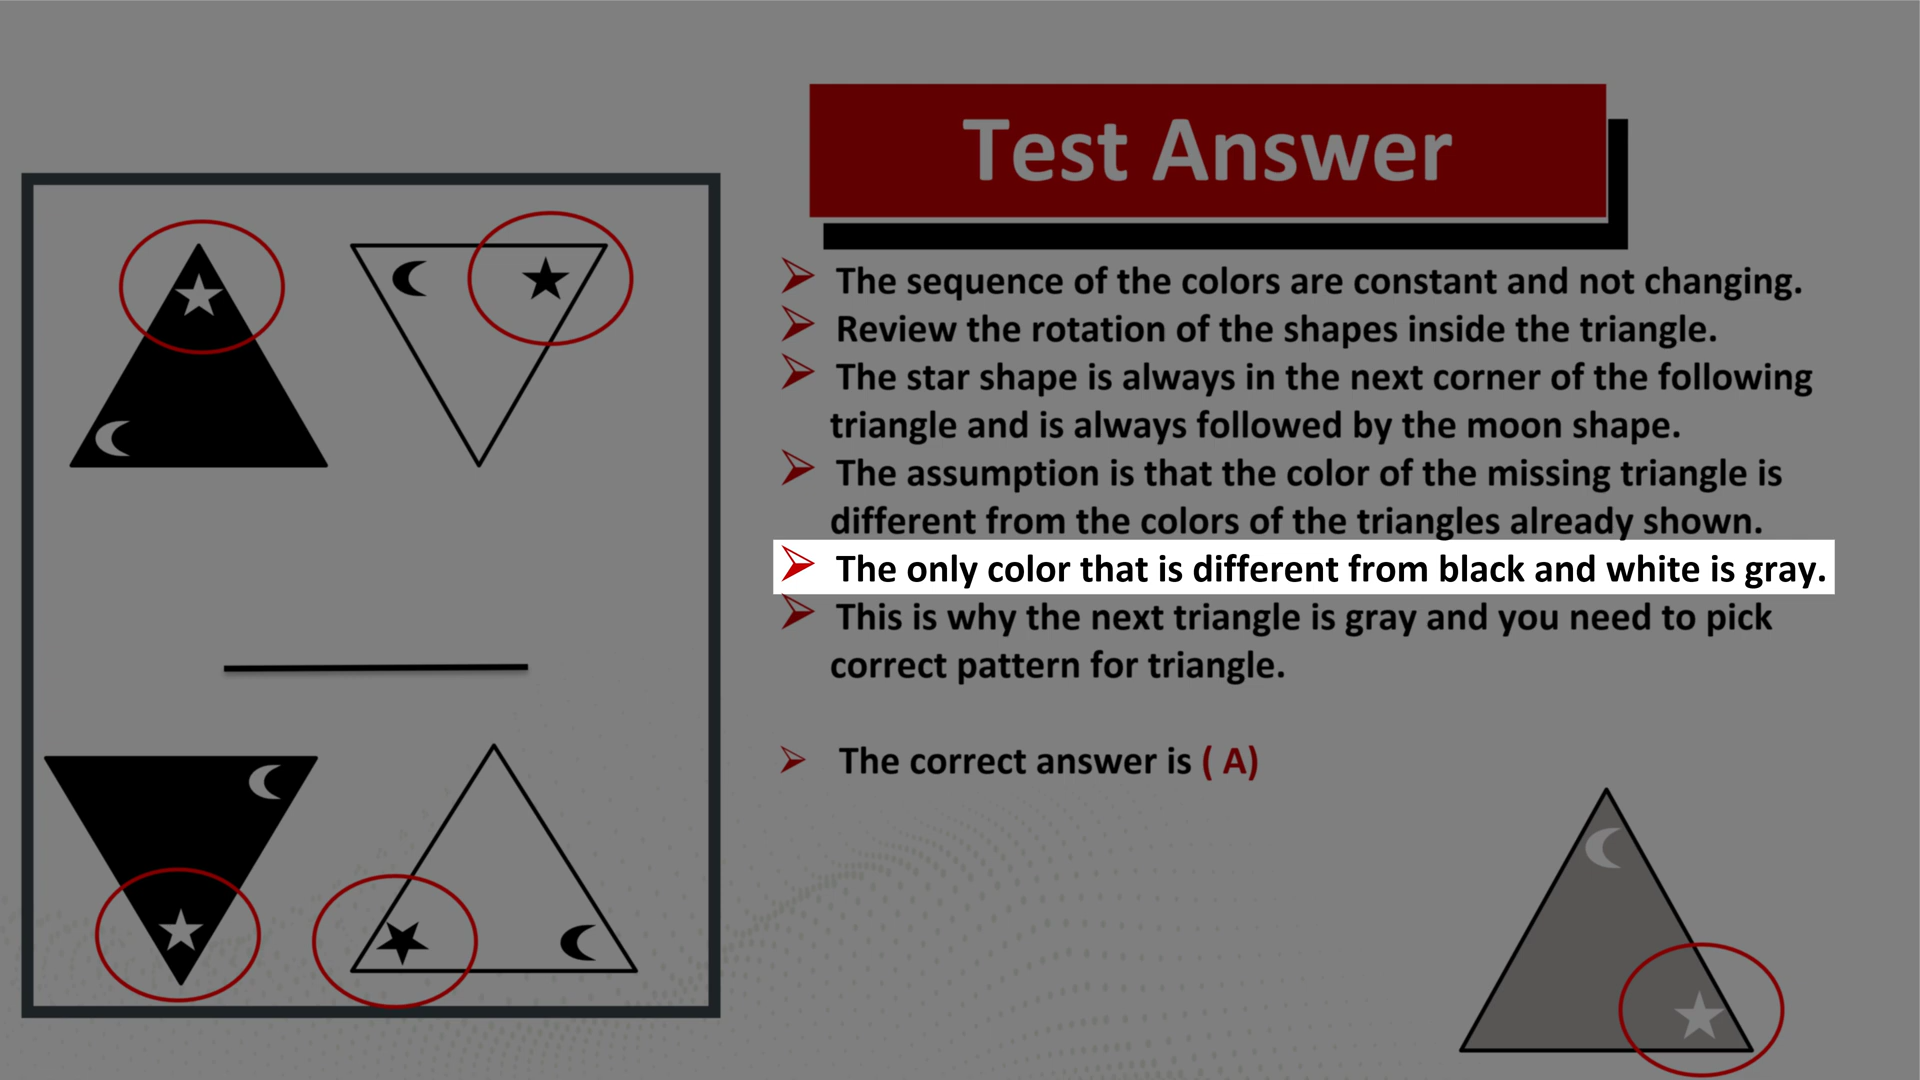 Test Answer
The sequence of the colors are constant and not changing.
Review the rotation of the shapes inside the triangle.
The star shape is always in the next corner of the following
triangle and is always followed by the moon shape.
The assumption is that the color of the missing triangle is
different from the colors of the triangles already shown.
The only color that is different from black and white is gray.
This is why the next triangle is gray and you need to pick
correct pattern for triangle.
The correct answer is ( A)